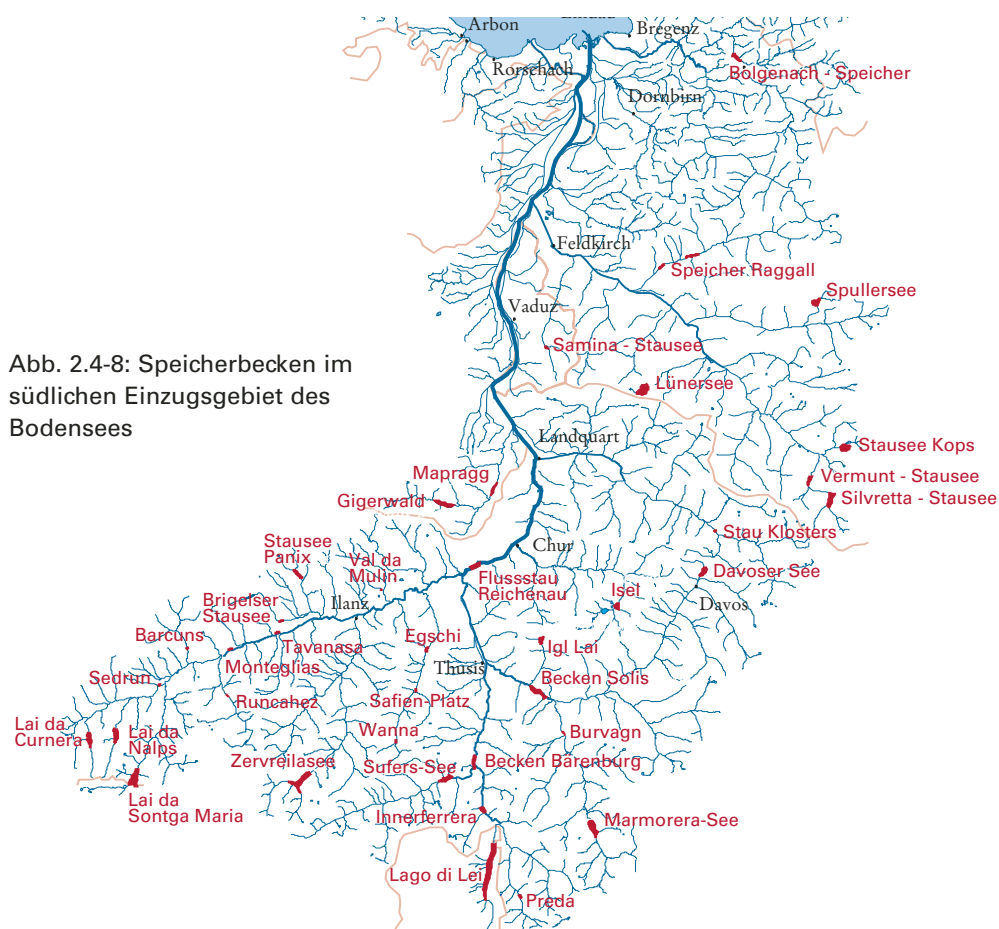 Lindau
Arbon
Bregenz
Rorschach
Bolgenach - Speicher
Dornbirn
Feldkirch
Speicher Raggall
Spullersee
Vaduz
Samina - Stausee
Abb. 2.4-8: Speicherbecken im
südlichen Einzugsgebiet des
Bodensees
Lünersee
Landquart
Stausee Kops
Mapragg
Vermunt - Stausee
Gigerwald
Silvretta - Stausee
Stau Klosters
Stausee
Panix
Chur
Val da
Mulin
Flussstau
Reichenau
Davoser See
Isel
Davos
Brigelser
Stausee
Ilanz
Barcuns
Tavanasa
Egschi
Igl Lai
Monteglias
Thusis
Sedrun
Becken Solis
Runcahez
Safien-Platz
Lai da
Curnera
Lai da
Nalps
Wanna
Burvagn
Zervreilasee
Sufers-See
Becken Bärenburg
Lai da
Sontga Maria
Innerferrera
Marmorera-See
Lago di Lei
Preda